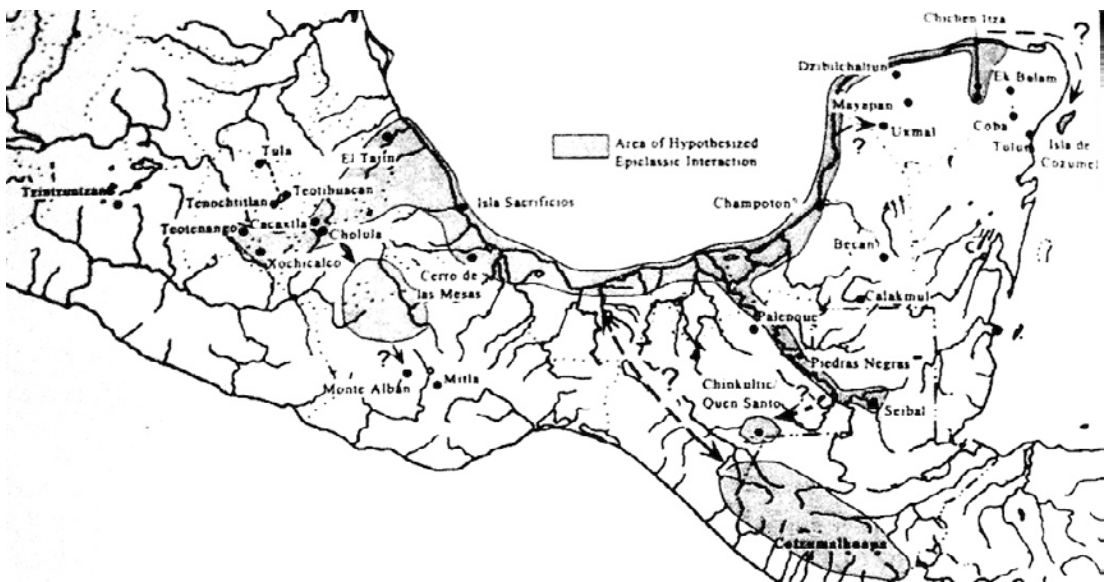 Chichen Itza
?
Dzibilchaltun
Ek Balam
Mayapan
Uxmal
?
Coba
Tulum
Isla de
Cozumel
Area of Hypothesized
Epiclassic Interaction
El Tajín
Tula
Teotihuacan
Tzintzuntzan
Tenochtitlan
Isla Sacrificios
Champoton
Cacaxtla
Teotenango
Cholula
Xochicalco
Becan
Cerro de
las Mesas
Calakmul
Palenque
Piedras Negras
?
Monte Albán
Mitla
?
Chinkultic/
Quen Santo
?
Seibal
Cotzumalhuapa